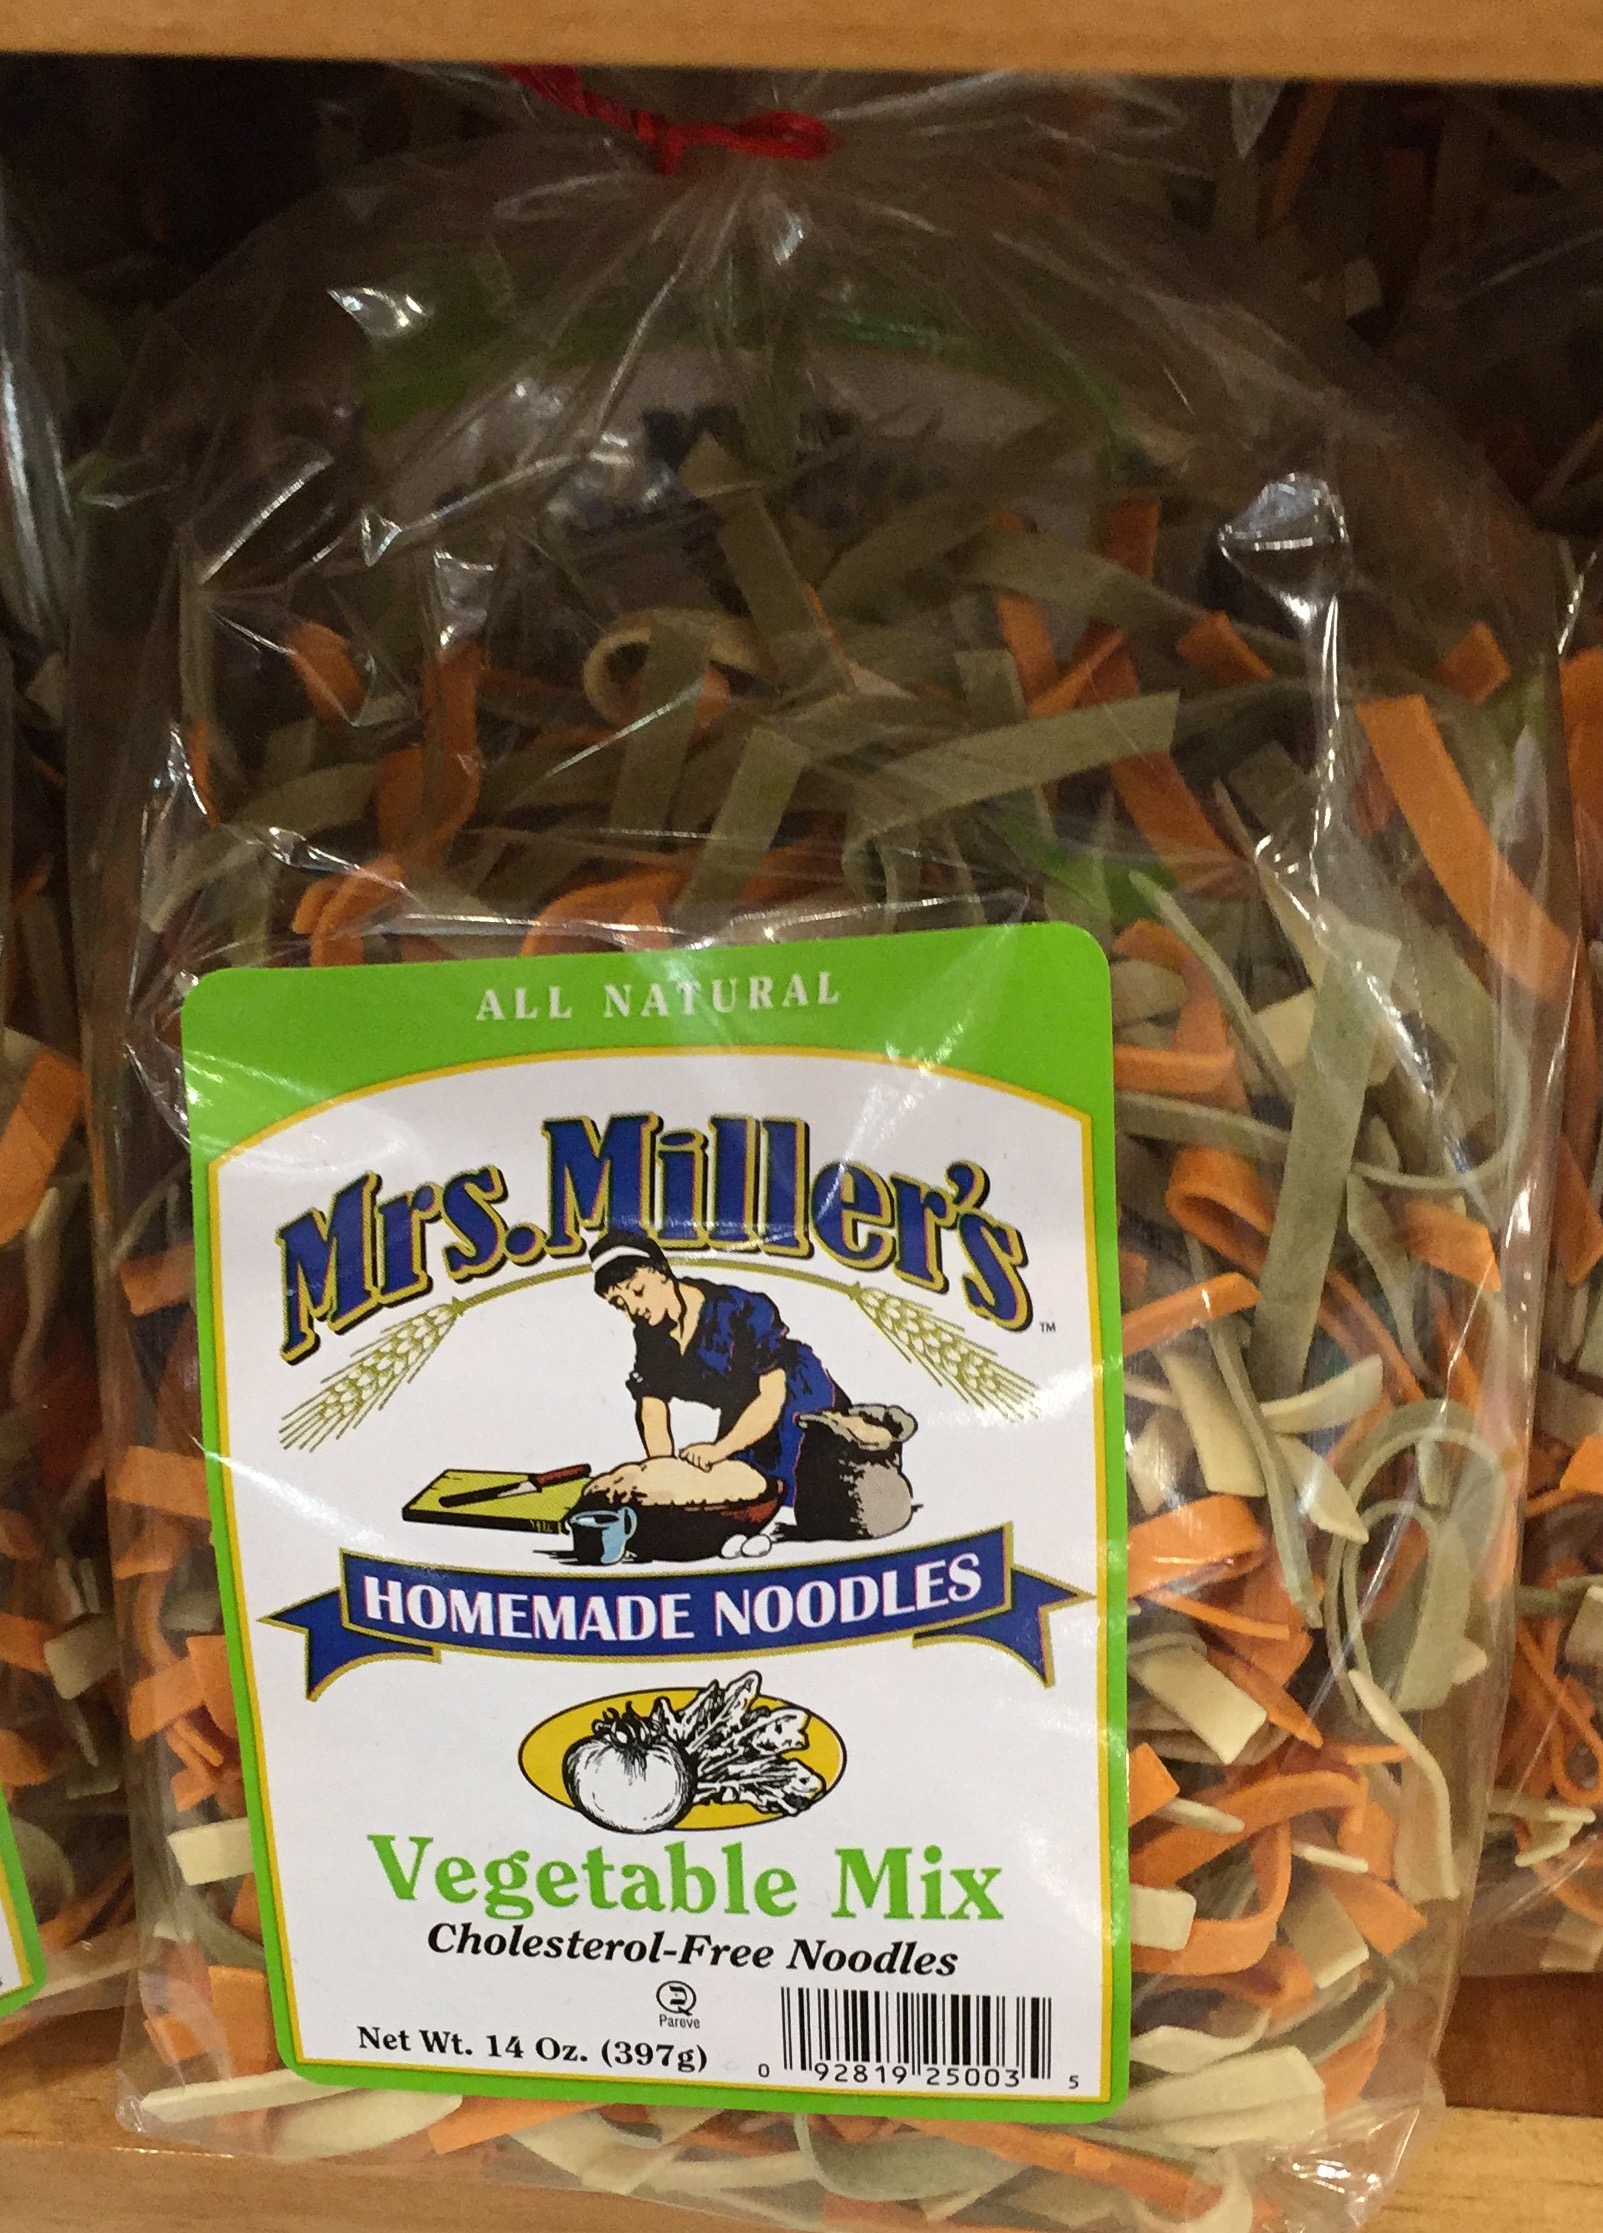 ALL NATURAL
Mrs. Miller's
TM
HOMEMADE NOODLES
Vegetable Mix
Cholesterol-Free Noodles
Pareve
Net Wt. 14 Oz. (397g)
0 92819 25003 5